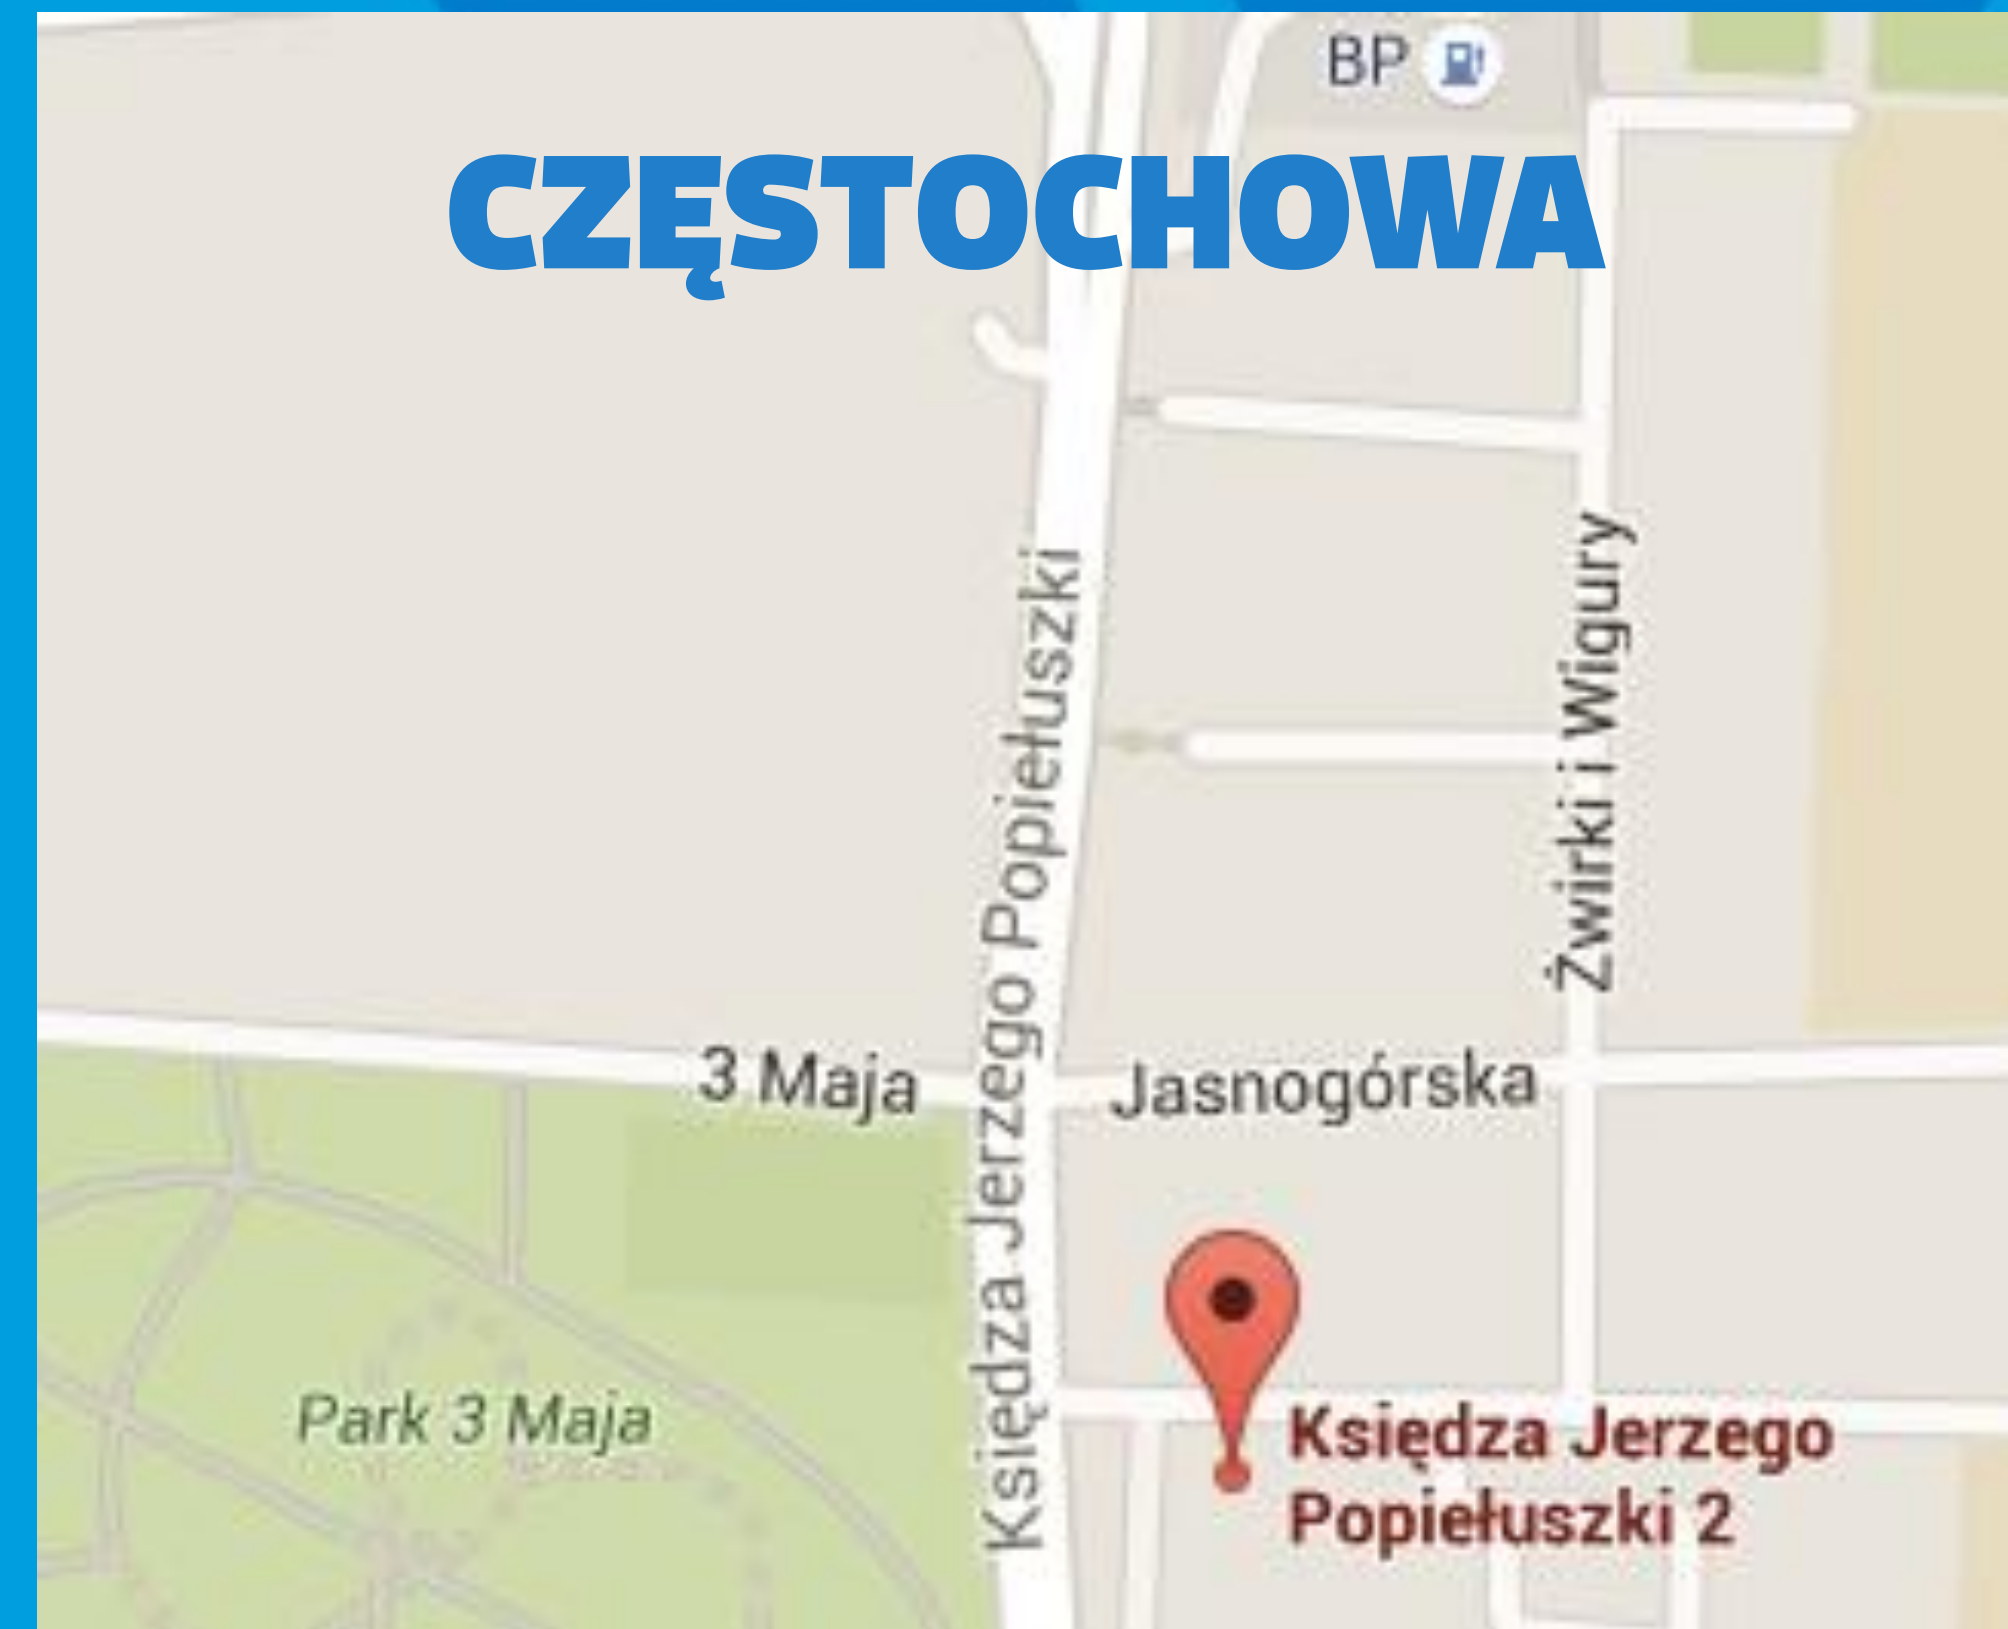 BP
CZĘSTOCHOWA
Księdza Jerzego Popiełuszki
Żwirki i Wigury
3 Maja
Jasnogórska
Park 3 Maja
Księdza Jerzego
Popiełuszki 2